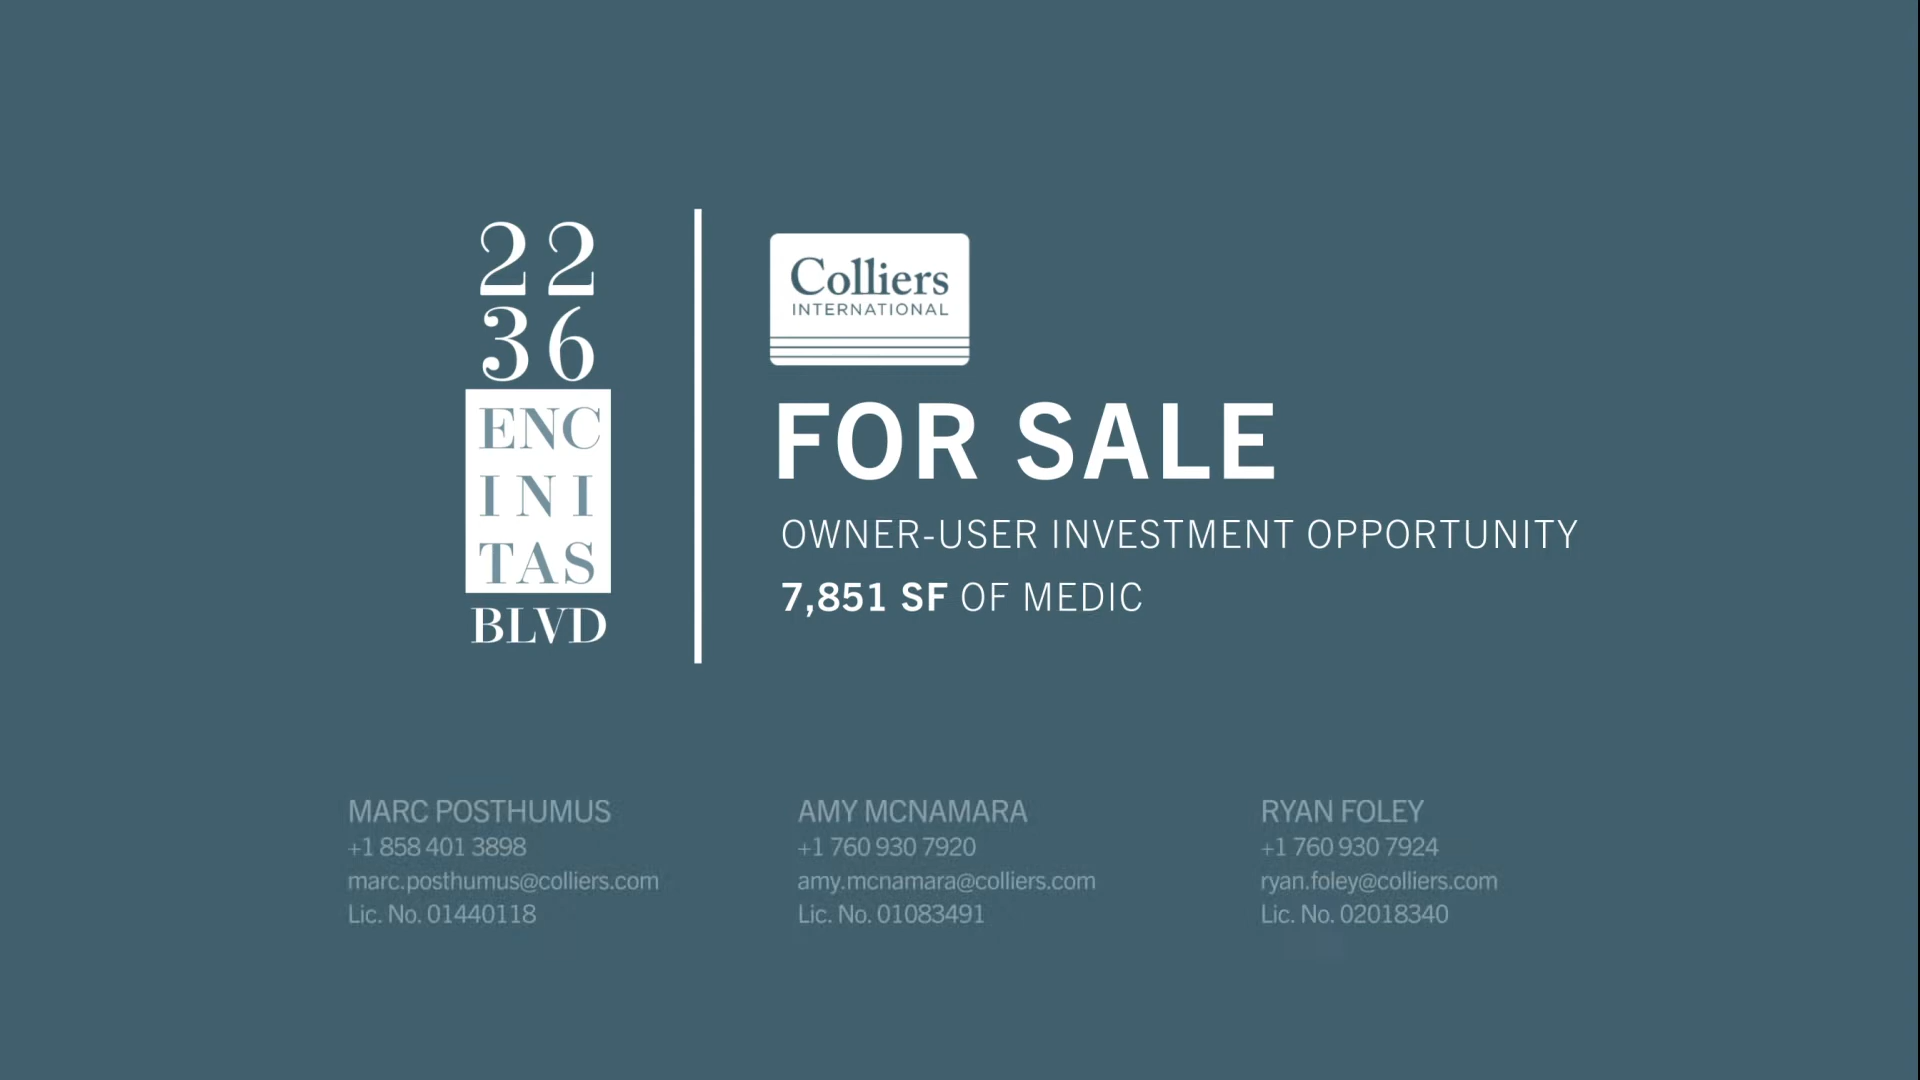 22
36
ENC
INI
TAS
BLVD
Colliers
INTERNATIONAL
FOR SALE
OWNER-USER INVESTMENT OPPORTUNITY
7,851 SF OF MEDIC
MARC POSTHUMUS
+1 858 401 3898
marc.posthumus@colliers.com
Lic. No. 01440118
AMY MCNAMARA
+1 760 930 7920
amy.mcnamara@colliers.com
Lic. No. 01083491
RYAN FOLEY
+1 760 930 7924
ryan.foley@colliers.com
Lic. No. 02018340